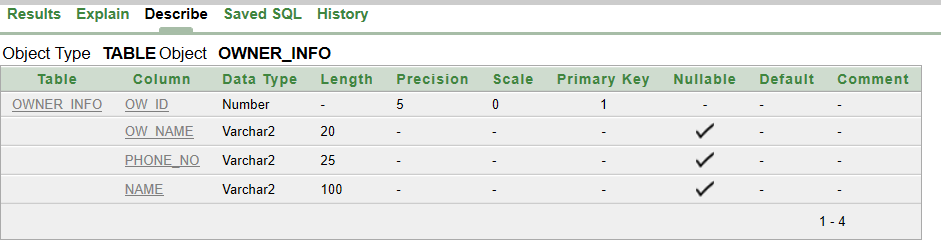 Results Explain Describe Saved SQL History
Object Type TABLE Object OWNER_INFO
Table Column Data Type Length Precision Scale Primary Key Nullable Default Comment
OWNER_INFO OW_ID Number - 5 0 1 - - -
OW_NAME Varchar2 20 - - - ✓ - -
PHONE_NO Varchar2 25 - - - ✓ - -
NAME Varchar2 100 - - - ✓ - -
1 - 4